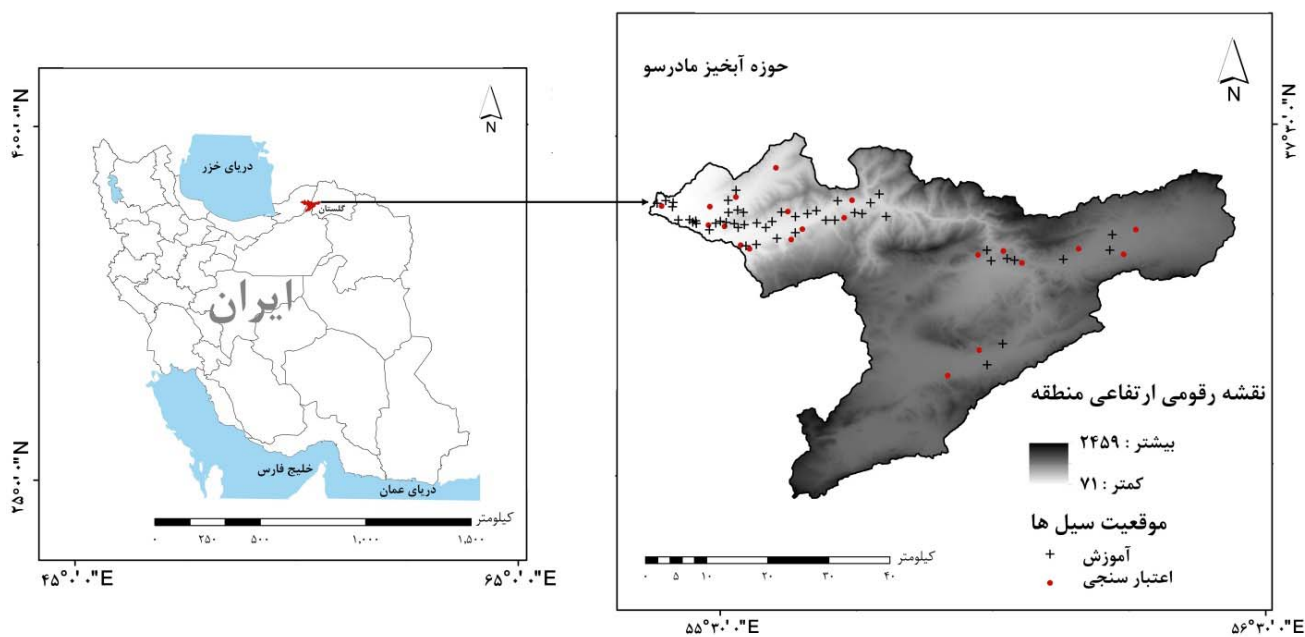 ۴۰°۰'۰"N
N
دریای خزر
گلستان
ایران
خلیج فارس
دریای عمان
۲۵°۰'۰"N
کیلومتر
۰ ۲۵۰ ۵۰۰ ۱,۰۰۰ ۱,۵۰۰
۴۵°۰'۰"E
۶۵°۰'۰"E
حوزه آبخیز مادرسو
N
۳۷°۳۰'۰"N
نقشه رقومی ارتفاعی منطقه
بیشتر : ۲۴۵۹
کمتر : ۷۱
موقعیت سیل ها
آموزش
اعتبار سنجی
کیلومتر
۰ ۵ ۱۰ ۲۰ ۳۰ ۴۰
۵۵°۳۰'۰"E
۵۶°۳۰'۰"E